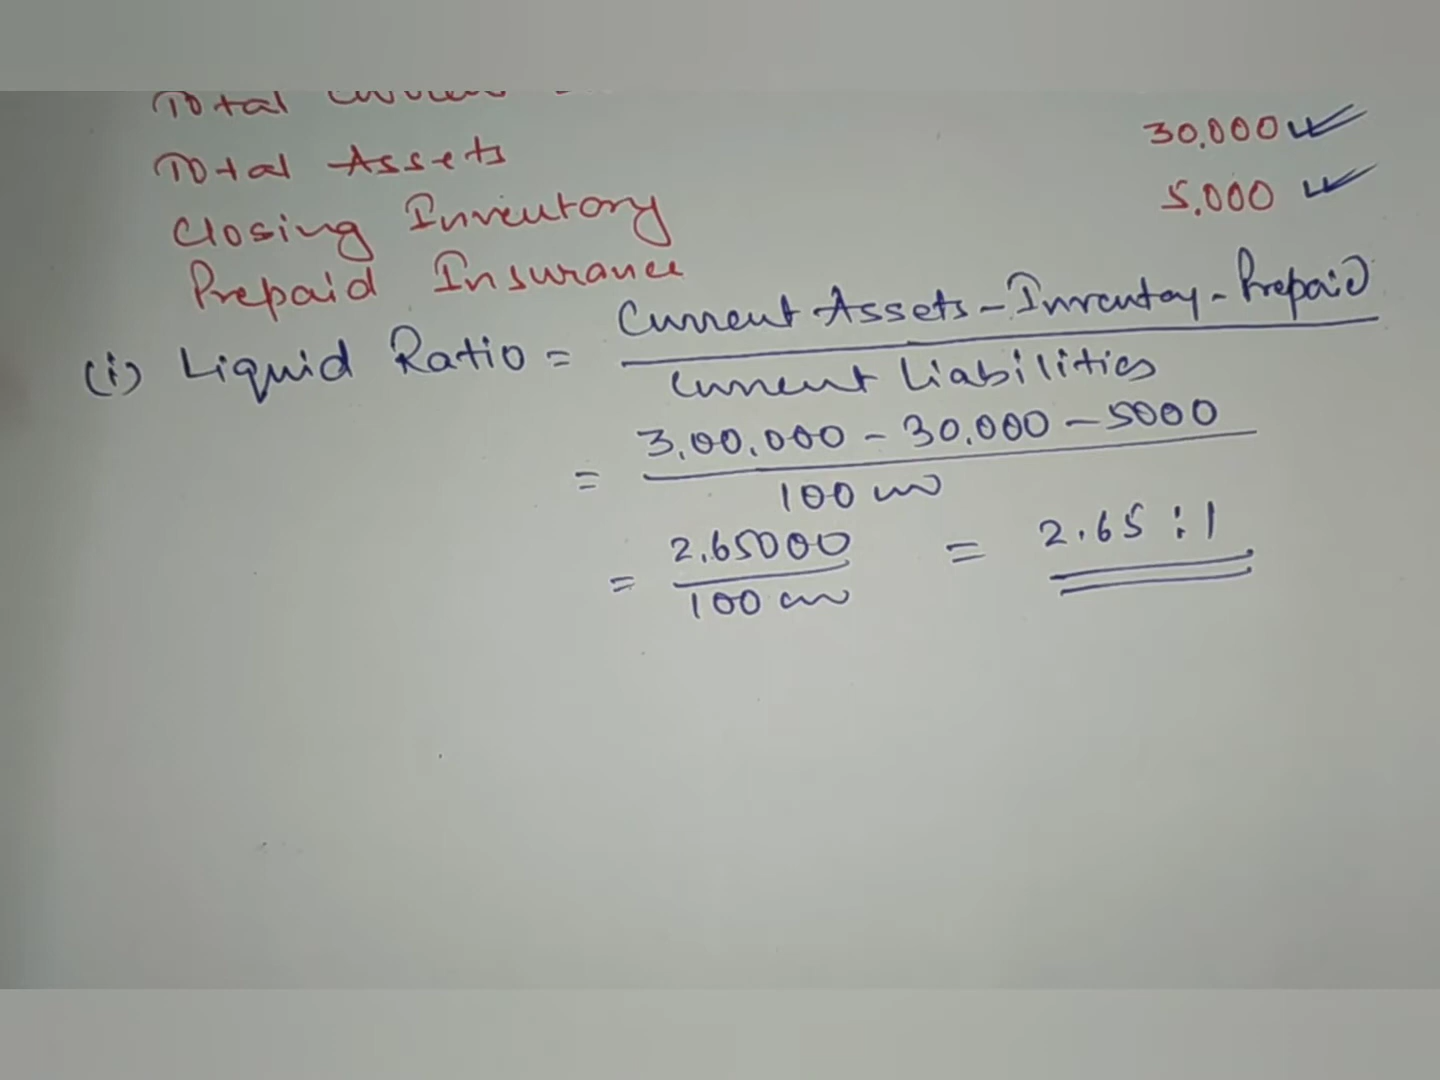 Total
Total Assets
Closing Inventory 30,000
Prepaid Insurance 5,000
(i) Liquid Ratio = Current Assets - Inventory - Prepaid
Current Liabilities
= 3,00,000 - 30,000 - 5000
100
= 2,65000 = 2.65 : 1
100